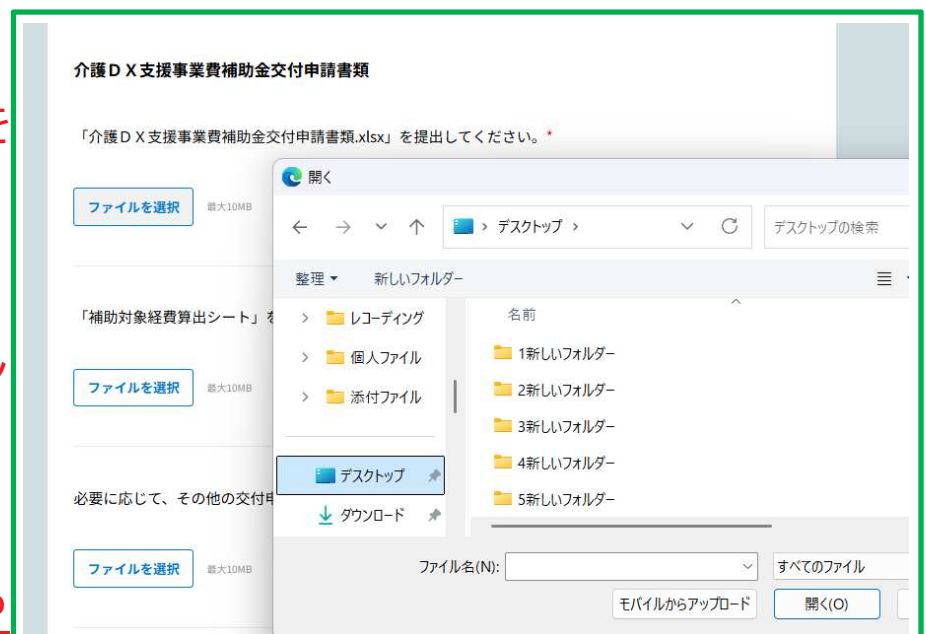 介護ＤＸ支援事業費補助金交付申請書類
を
「介護ＤＸ支援事業費補助金交付申請書類.xlsx」を提出してください。*
開く
ファイルを選択 最大10MB
デスクトップ
デスクトップの検索
整理 新しいフォルダー
「補助対象経費算出シート」を
レコーディング
名前
個人ファイル
1新しいフォルダー
ファイルを選択 最大10MB
添付ファイル
2新しいフォルダー
3新しいフォルダー
4新しいフォルダー
デスクトップ
必要に応じて、その他の交付申
5新しいフォルダー
ダウンロード
ファイルを選択 最大10MB
ファイル名(N):
すべてのファイル
モバイルからアップロード
開く(O)